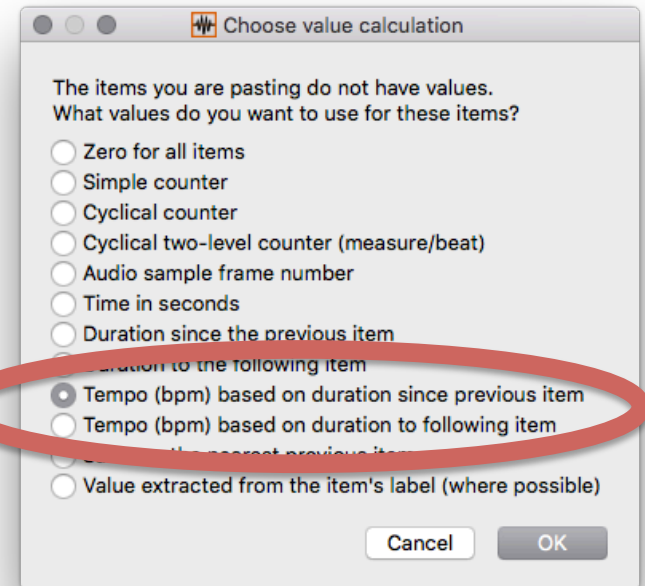 Choose value calculation
The items you are pasting do not have values.
What values do you want to use for these items?
Zero for all items
Simple counter
Cyclical counter
Cyclical two-level counter (measure/beat)
Audio sample frame number
Time in seconds
Duration since the previous item
Duration to the following item
Tempo (bpm) based on duration since previous item
Tempo (bpm) based on duration to following item
the nearest previous item
Value extracted from the item's label (where possible)
Cancel
OK